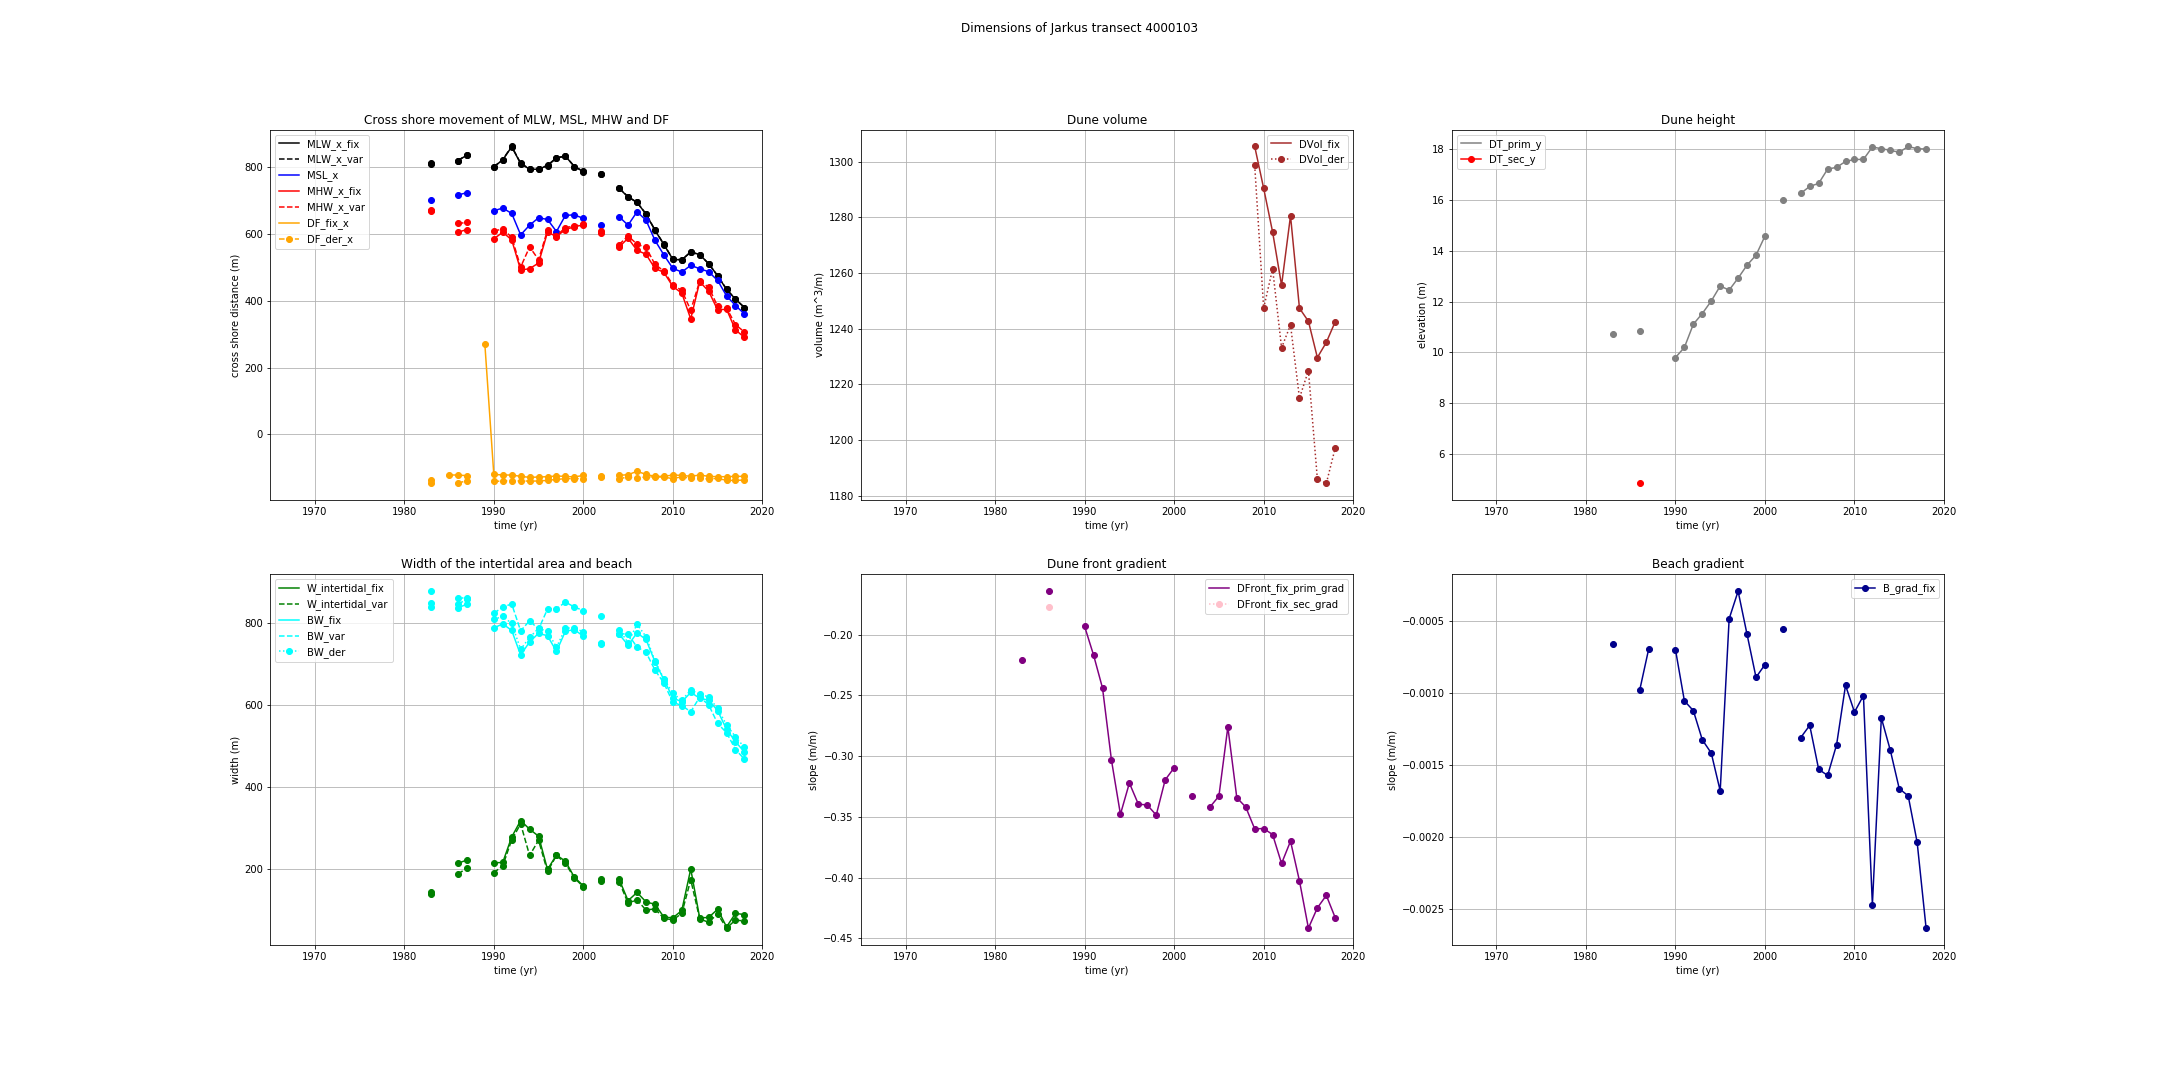 Dimensions of Jarkus transect 4000103
Cross shore movement of MLW, MSL, MHW and DF
cross shore distance (m)
800
600
400
200
0
MLW_x_fix
MLW_x_var
MSL_x
MHW_x_fix
MHW_x_var
DF_fix_x
DF_der_x
1970 1980 1990 2000 2010 2020
time (yr)
Dune volume
volume (m^3/m)
1300
1280
1260
1240
1220
1200
1180
DVol_fix
DVol_der
1970 1980 1990 2000 2010 2020
time (yr)
Dune height
elevation (m)
18
16
14
12
10
8
6
DT_prim_y
DT_sec_y
1970 1980 1990 2000 2010 2020
time (yr)
Width of the intertidal area and beach
width (m)
800
600
400
200
W_intertidal_fix
W_intertidal_var
BW_fix
BW_var
BW_der
1970 1980 1990 2000 2010 2020
time (yr)
Dune front gradient
slope (m/m)
−0.20
−0.25
−0.30
−0.35
−0.40
−0.45
DFront_fix_prim_grad
DFront_fix_sec_grad
1970 1980 1990 2000 2010 2020
time (yr)
Beach gradient
slope (m/m)
−0.0005
−0.0010
−0.0015
−0.0020
−0.0025
B_grad_fix
1970 1980 1990 2000 2010 2020
time (yr)